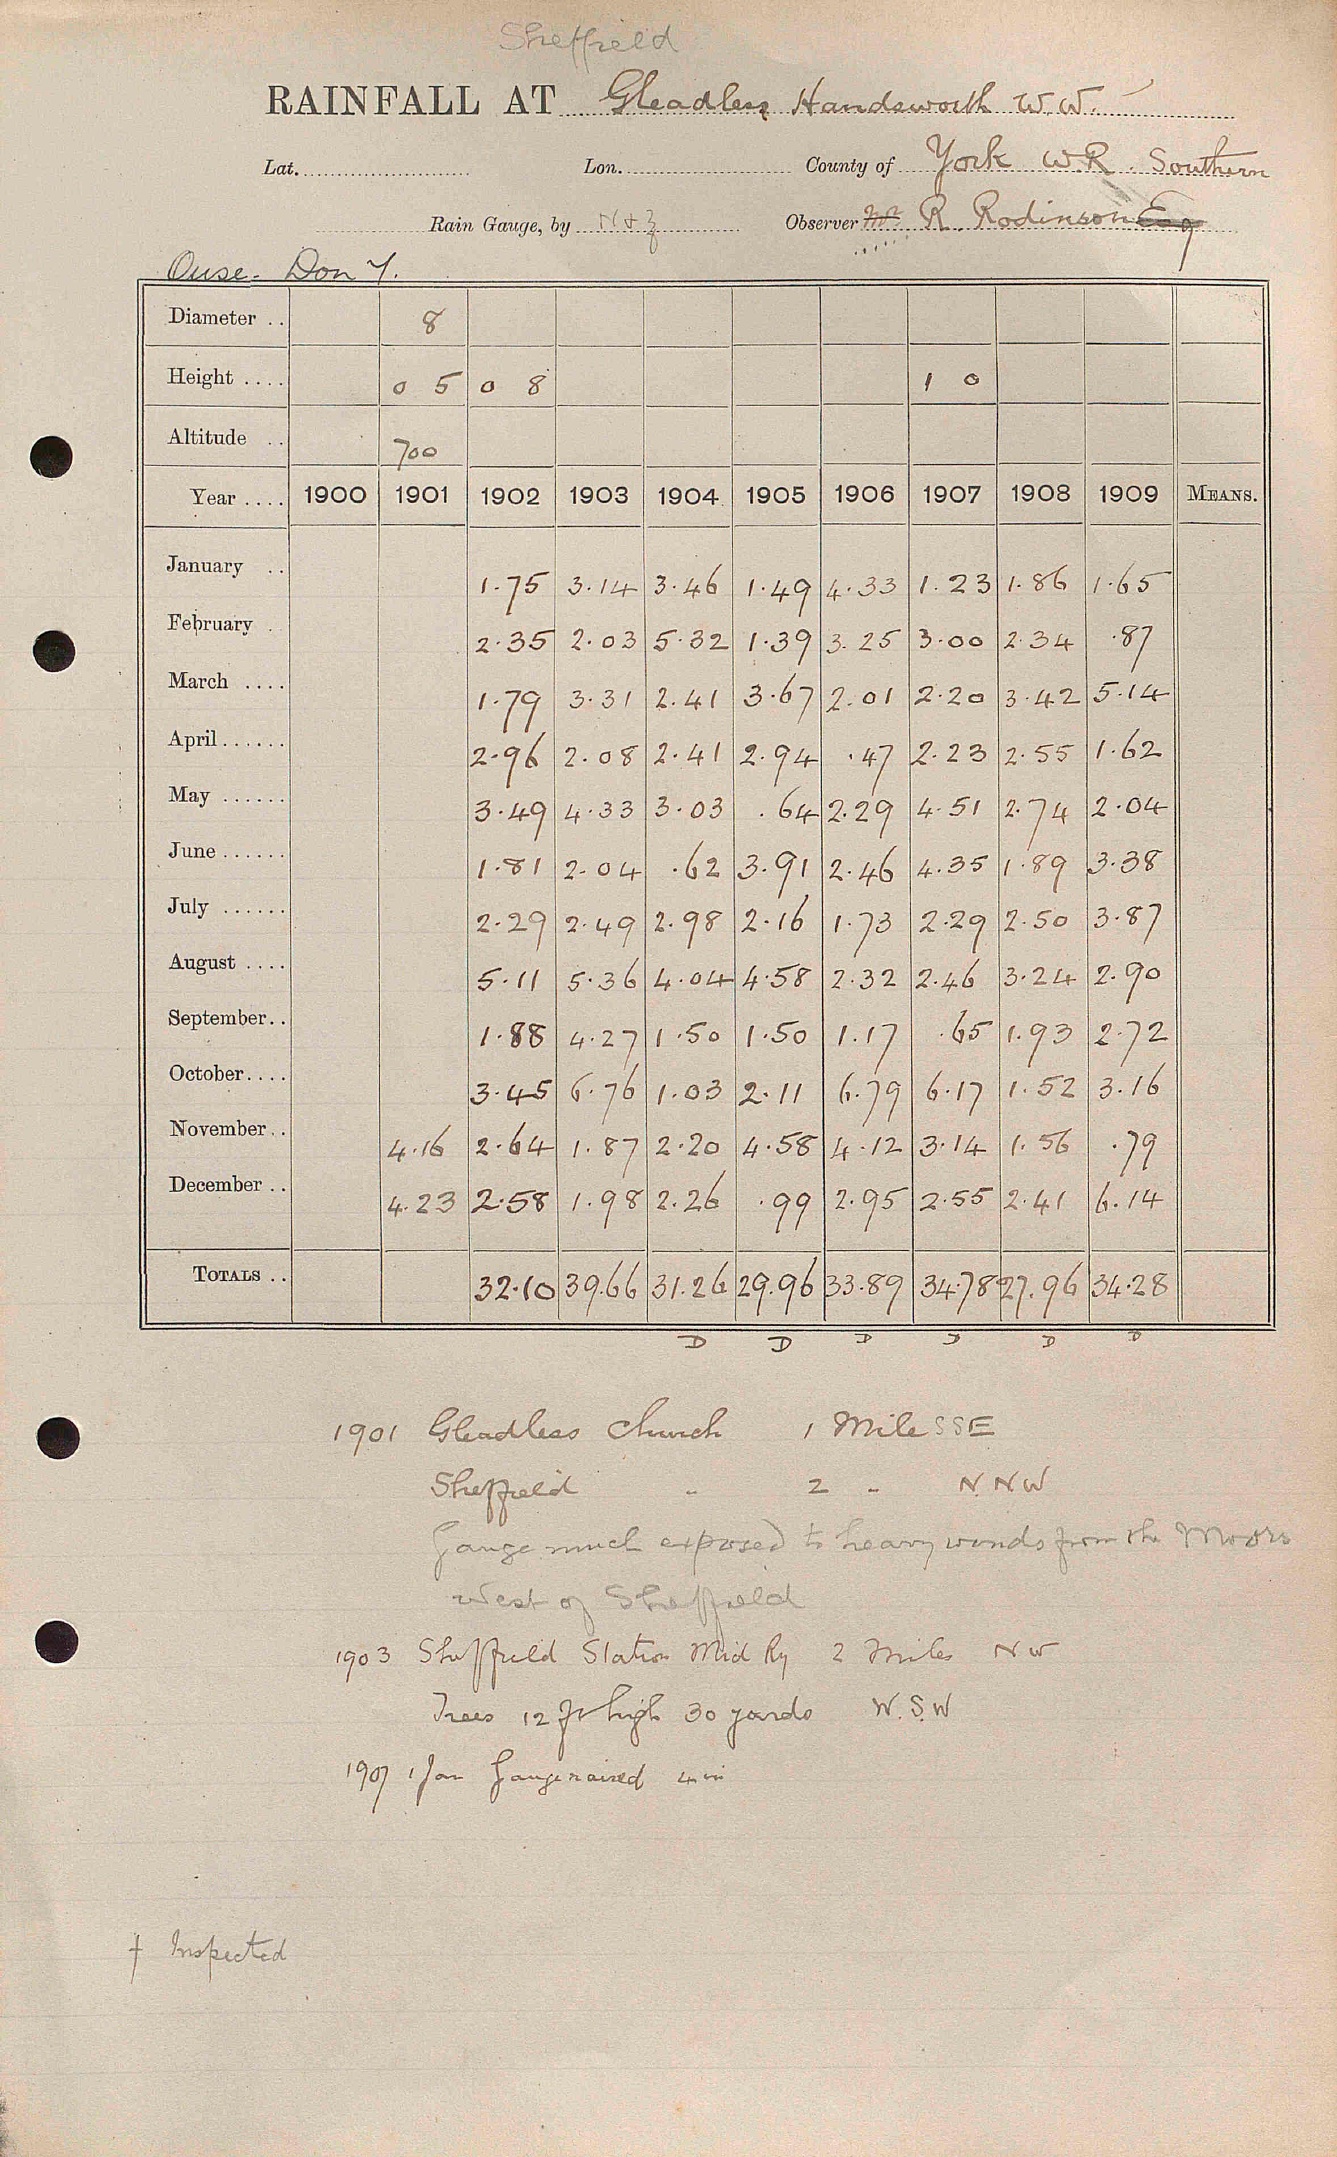 Sheffield
RAINFALL AT Gleadless Handsworth W.W.
Lat. Lon. County of York W.R. Southern
Rain Gauge, by N & Z Observer Mr R. Rodinson Esq
Ouse. Don Y.
Diameter .. 8
Height .... 0 5 0 8 1 0
Altitude .. 700
Year .... 1900 1901 1902 1903 1904 1905 1906 1907 1908 1909 MEANS.
January .. 1.75 3.14 3.46 1.49 4.33 1.23 1.86 1.65
February . 2.35 2.03 5.32 1.39 3.25 3.00 2.34 .87
March .... 1.79 3.31 2.41 3.67 2.01 2.20 3.42 5.14
April ...... 2.96 2.08 2.41 2.94 .47 2.23 2.55 1.62
May ...... 3.49 4.33 3.03 .64 2.29 4.51 2.74 2.04
June ...... 1.81 2.04 .62 3.91 2.46 4.35 1.89 3.38
July ...... 2.29 2.49 2.98 2.16 1.73 2.29 2.50 3.87
August .... 5.11 5.36 4.04 4.58 2.32 2.46 3.24 2.90
September.. 1.88 4.27 1.50 1.50 1.17 .65 1.93 2.72
October.... 3.45 6.76 1.03 2.11 6.79 6.17 1.52 3.16
November.. 4.16 2.64 1.87 2.20 4.58 4.12 3.14 1.56 .79
December .. 4.23 2.58 1.98 2.26 .99 2.95 2.55 2.41 6.14
TOTALS .. 32.10 39.66 31.26 29.96 33.89 34.78 27.96 34.28
D D D D D D
1901 Gleadless Church 1 Mile SSE
Sheffield " 2 " N.N.W
Gauge much exposed to heavy winds from the Moors
West of Sheffield
1903 Sheffield Station Mid Ry 2 Miles NW
Trees 12 ft high 30 yards W.S.W
1907 1 Jan Gauge raised 4 in
† Inspected